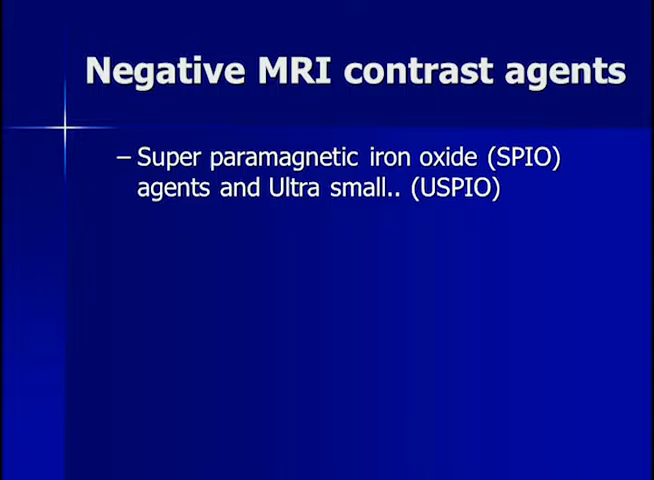 Negative MRI contrast agents
– Super paramagnetic iron oxide (SPIO)
agents and Ultra small.. (USPIO)